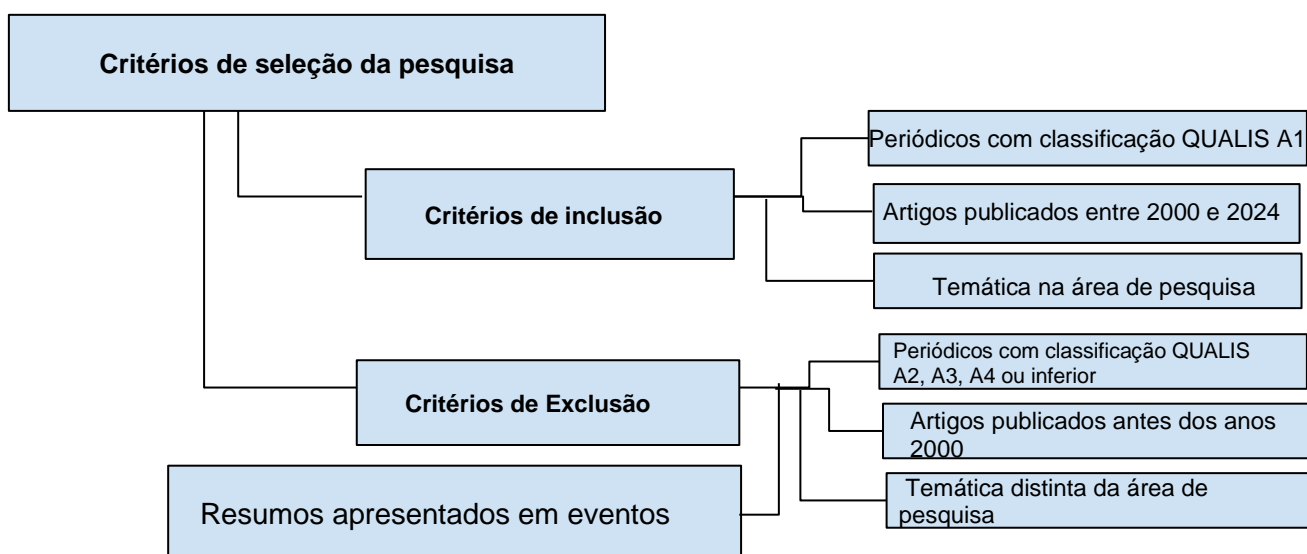 Critérios de seleção da pesquisa
Critérios de inclusão
Periódicos com classificação QUALIS A1
Artigos publicados entre 2000 e 2024
Temática na área de pesquisa
Critérios de Exclusão
Periódicos com classificação QUALIS
A2, A3, A4 ou inferior
Artigos publicados antes dos anos
2000
Temática distinta da área de
pesquisa
Resumos apresentados em eventos